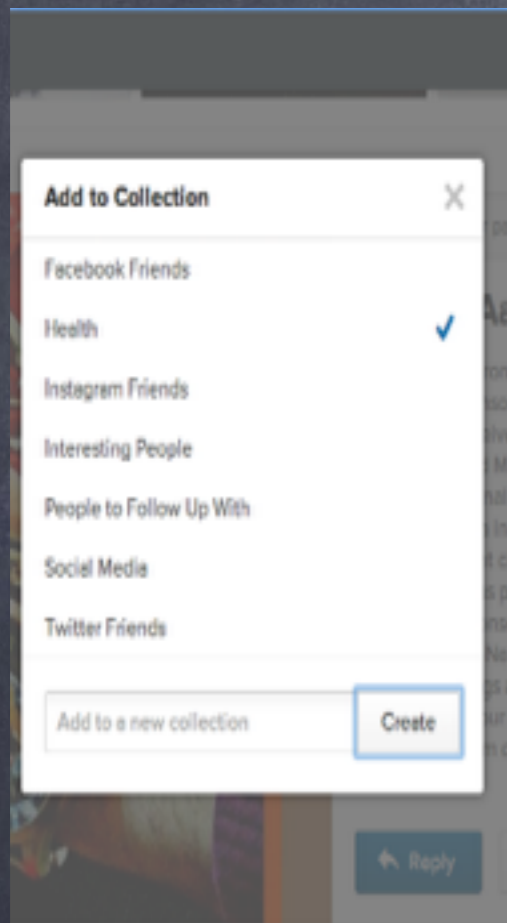 Add to Collection
Facebook Friends
Health
Instagram Friends
Interesting People
People to Follow Up With
Social Media
Twitter Friends
Add to a new collection
Create
Reply